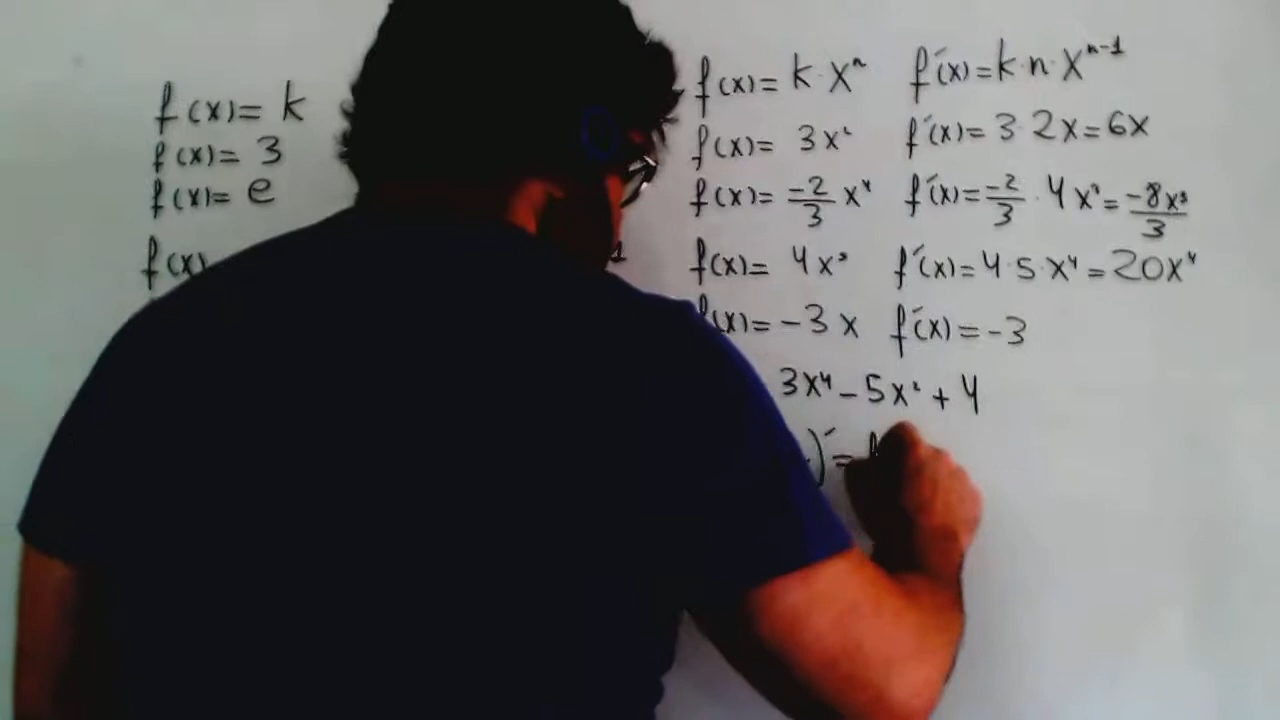 f(x) = k
f(x) = 3
f(x) = e
f(x)
f(x) = k·xⁿ f´(x) = k·n·xⁿ⁻¹
f(x) = 3x² f´(x) = 3·2x = 6x
f(x) = -2/3 x⁴ f´(x) = -2/3 · 4x³ = -8x³/3
f(x) = 4x⁵ f´(x) = 4·5·x⁴ = 20x⁴
f(x) = -3x f´(x) = -3
3x⁴ - 5x² + 4
)´ =